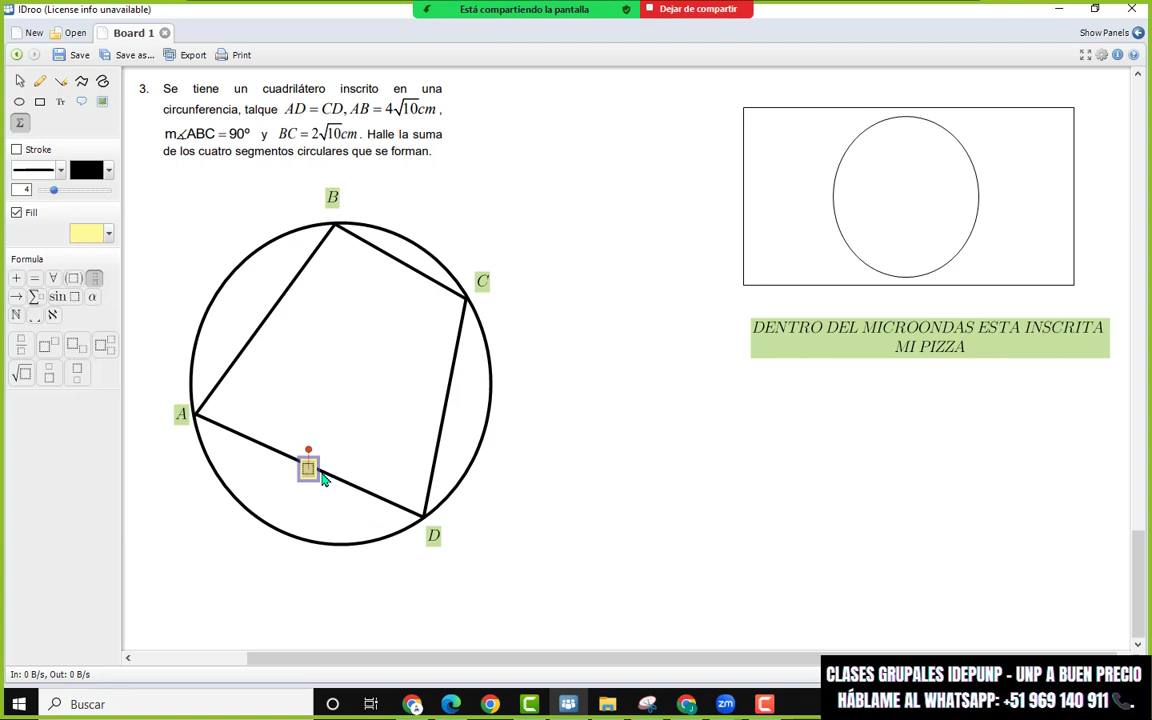 IDroo (License info unavailable)
Está compartiendo la pantalla
Dejar de compartir
New
Open
Board 1
Show Panels
Save
Save as...
Export
Print
3. Se tiene un cuadrilátero inscrito en una
circunferencia, talque AD = CD, AB = 4√10cm,
m∡ABC = 90º y BC = 2√10cm. Halle la suma
de los cuatro segmentos circulares que se forman.
Tr
Σ
Stroke
4
Fill
Formula
+ = ∀ (□)
→ Σ□ sin □ α
ℕ ℵ
B
C
A
D
DENTRO DEL MICROONDAS ESTA INSCRITA
MI PIZZA
In: 0 B/s, Out: 0 B/s
CLASES GRUPALES IDEPUNP - UNP A BUEN PRECIO
HÁBLAME AL WHATSAPP: +51 969 140 911
Buscar